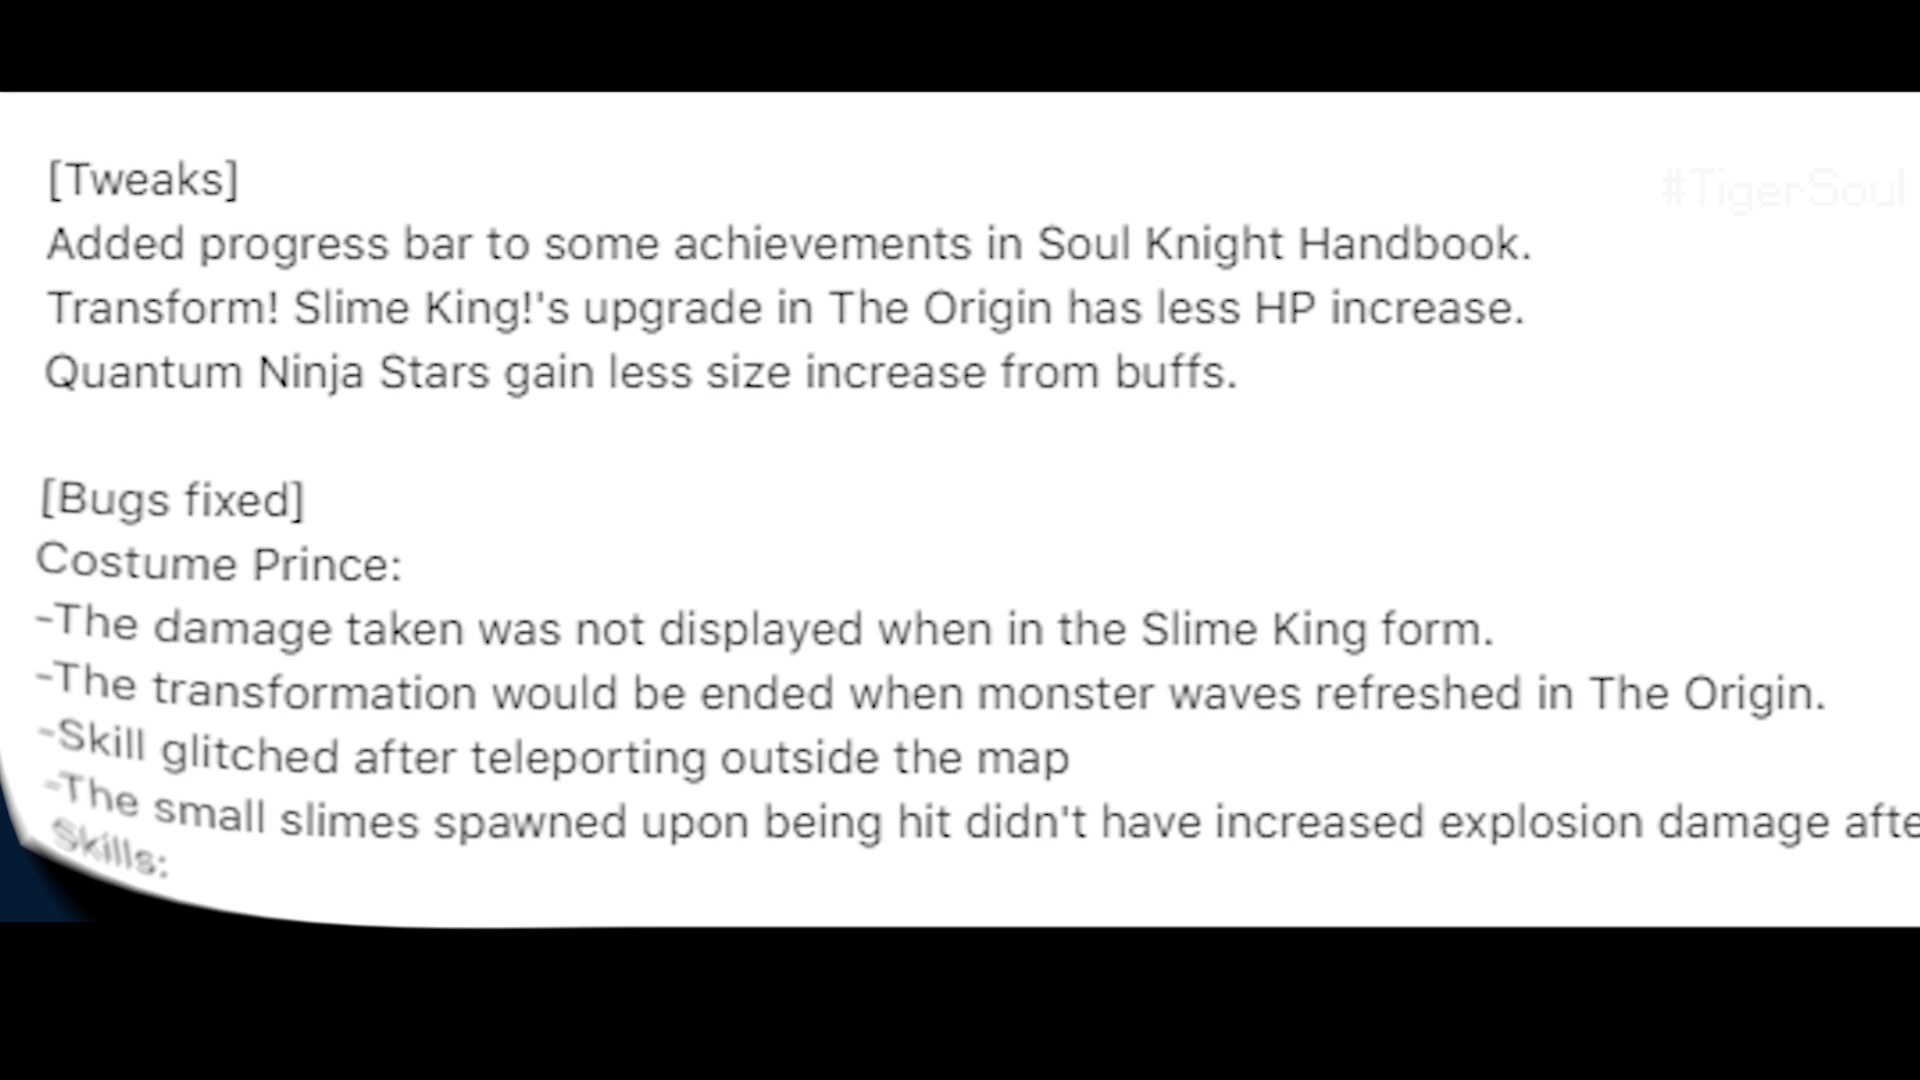 [Tweaks]
#TigerSoul
Added progress bar to some achievements in Soul Knight Handbook.
Transform! Slime King!'s upgrade in The Origin has less HP increase.
Quantum Ninja Stars gain less size increase from buffs.
[Bugs fixed]
Costume Prince:
-The damage taken was not displayed when in the Slime King form.
-The transformation would be ended when monster waves refreshed in The Origin.
-Skill glitched after teleporting outside the map
-The small slimes spawned upon being hit didn't have increased explosion damage afte
Skills: